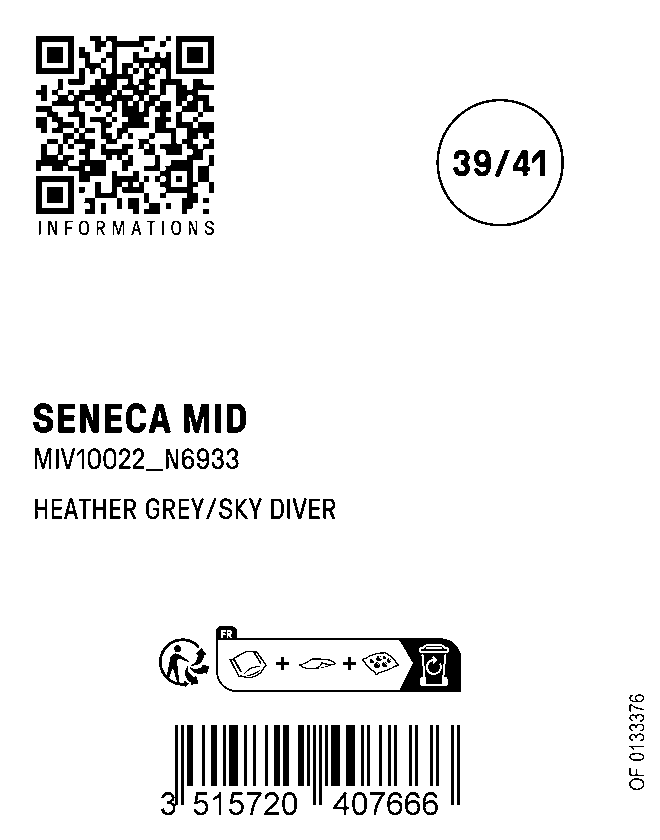 INFORMATIONS
39/41
SENECA MID
MIV10022_N6933
HEATHER GREY/SKY DIVER
FR
3 515720 407666
OF 0133376